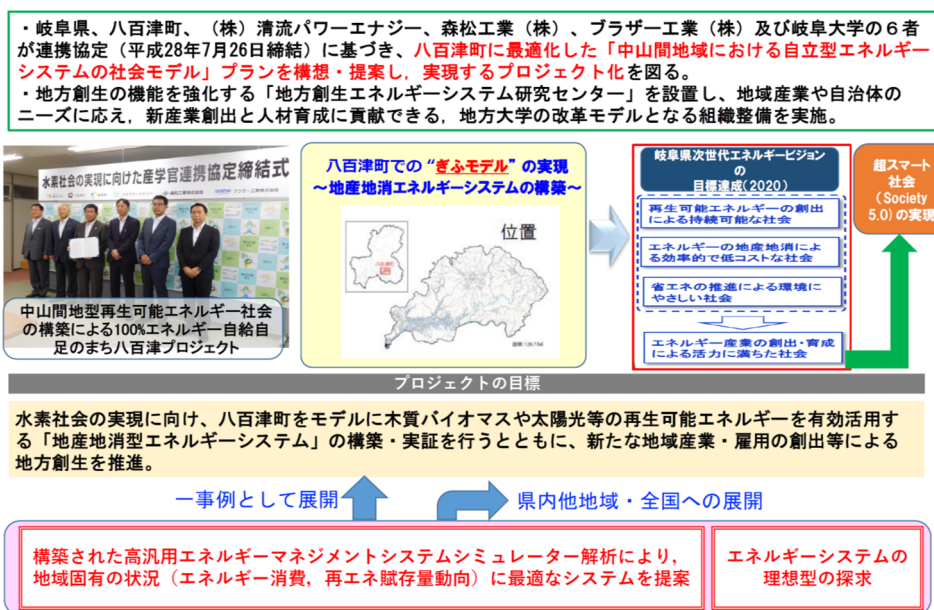 ・岐阜県、八百津町、（株）清流パワーエナジー、森松工業（株）、ブラザー工業（株）及び岐阜大学の６者
が連携協定（平成28年7月26日締結）に基づき、八百津町に最適化した「中山間地域における自立型エネルギー
システムの社会モデル」プランを構想・提案し，実現するプロジェクト化を図る。
・地方創生の機能を強化する「地方創生エネルギーシステム研究センター」を設置し、地域産業や自治体の
ニーズに応え，新産業創出と人材育成に貢献できる，地方大学の改革モデルとなる組織整備を実施。
水素社会の実現に向けた産学官連携協定締結式
中山間地型再生可能エネルギー社会
の構築による100%エネルギー自給自
足のまち八百津プロジェクト
八百津町での“ぎふモデル”の実現
～地産地消エネルギーシステムの構築～
位置
八百津町
岐阜県次世代エネルギービジョン
の
目標達成(2020)
再生可能エネルギーの創出
による持続可能な社会
エネルギーの地産地消によ
る効率的で低コストな社会
省エネの推進による環境に
やさしい社会
エネルギー産業の創出・育成
による活力に満ちた社会
超スマート
社会
（Society
5.0)の実現
プロジェクトの目標
水素社会の実現に向け、八百津町をモデルに木質バイオマスや太陽光等の再生可能エネルギーを有効活用す
る「地産地消型エネルギーシステム」の構築・実証を行うとともに、新たな地域産業・雇用の創出等による
地方創生を推進。
一事例として展開
県内他地域・全国への展開
構築された高汎用エネルギーマネジメントシステムシミュレーター解析により，
地域固有の状況（エネルギー消費，再エネ賦存量動向）に最適なシステムを提案
エネルギーシステムの
理想型の探求